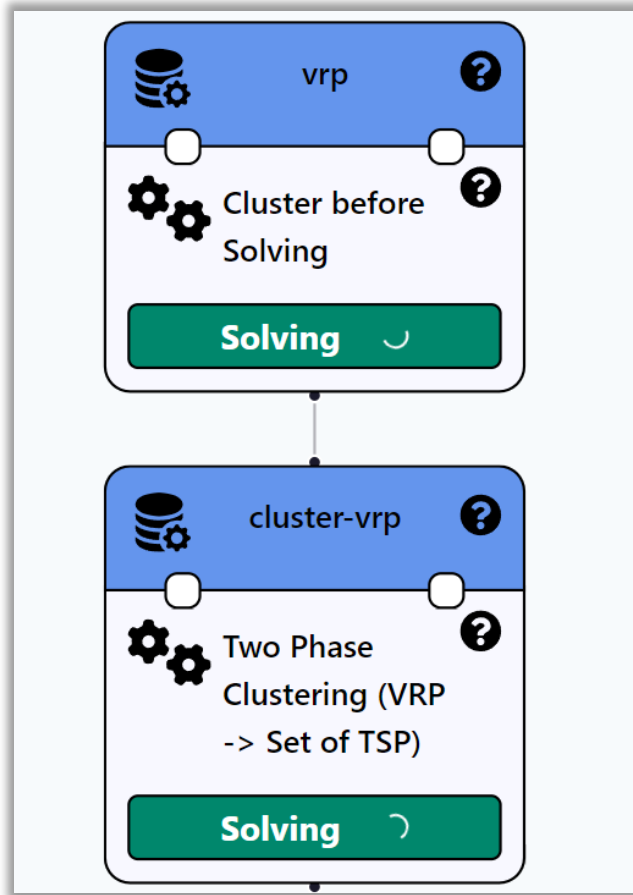 vrp
Cluster before
Solving
Solving
cluster-vrp
Two Phase
Clustering (VRP
-> Set of TSP)
Solving